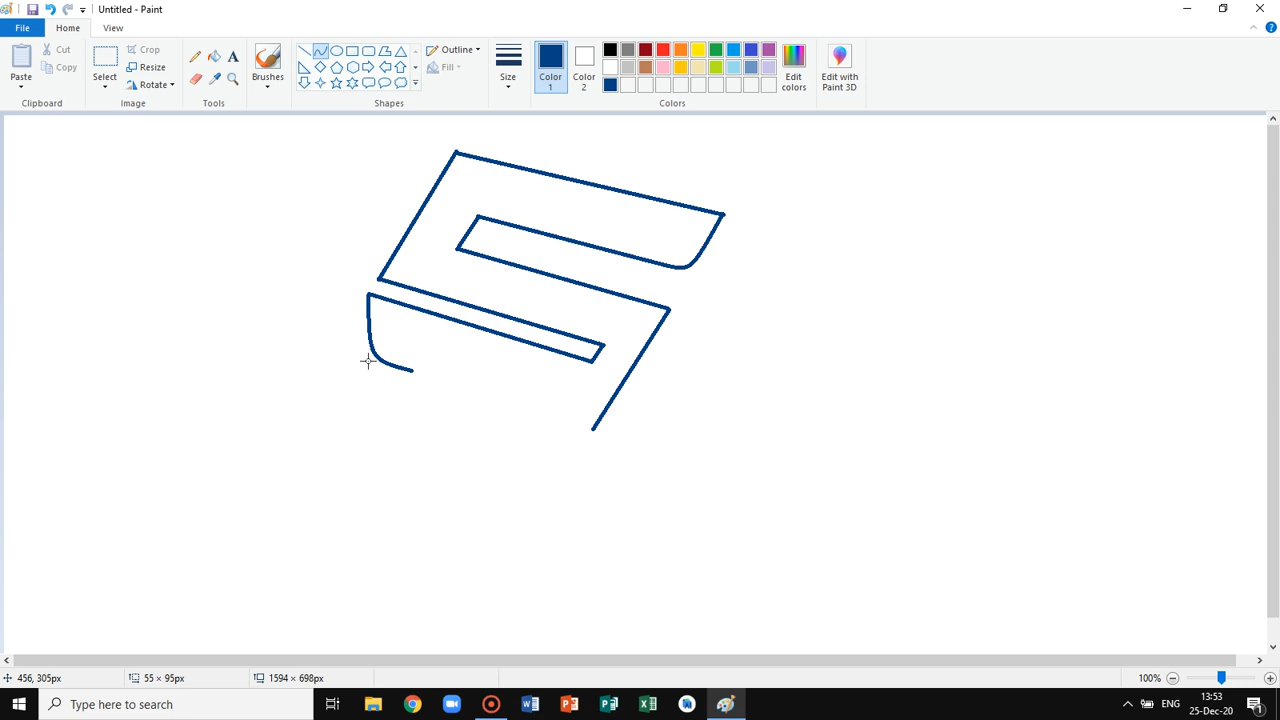 Untitled - Paint
File
Home
View
Paste
Cut
Copy
Clipboard
Select
Crop
Resize
Rotate
Image
A
Tools
Brushes
Outline
Fill
Shapes
Size
Color 1
Color 2
Edit colors
Colors
Edit with Paint 3D
456, 305px
55 × 95px
1594 × 698px
100%
Type here to search
ENG
13:53
25-Dec-20
1